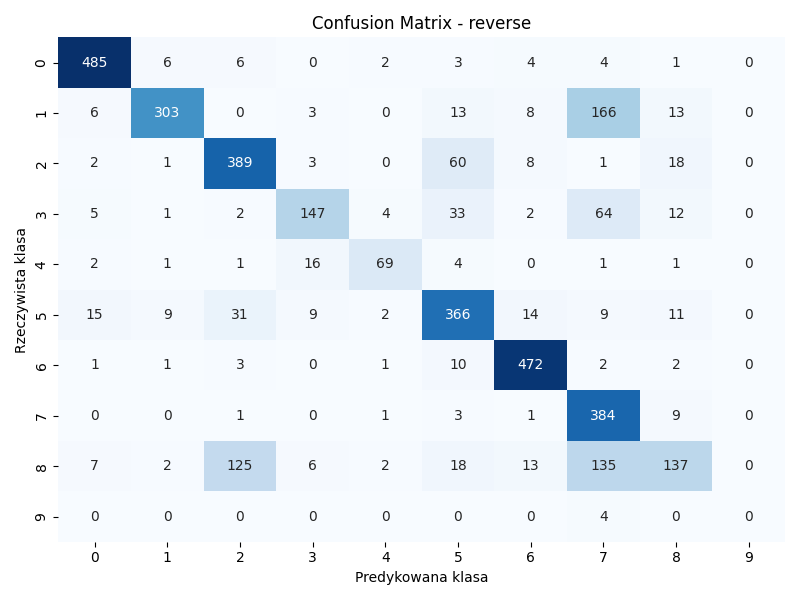 Confusion Matrix - reverse
Rzeczywista klasa
0 485 6 6 0 2 3 4 4 1 0
1 6 303 0 3 0 13 8 166 13 0
2 2 1 389 3 0 60 8 1 18 0
3 5 1 2 147 4 33 2 64 12 0
4 2 1 1 16 69 4 0 1 1 0
5 15 9 31 9 2 366 14 9 11 0
6 1 1 3 0 1 10 472 2 2 0
7 0 0 1 0 1 3 1 384 9 0
8 7 2 125 6 2 18 13 135 137 0
9 0 0 0 0 0 0 0 4 0 0
0 1 2 3 4 5 6 7 8 9
Predykowana klasa